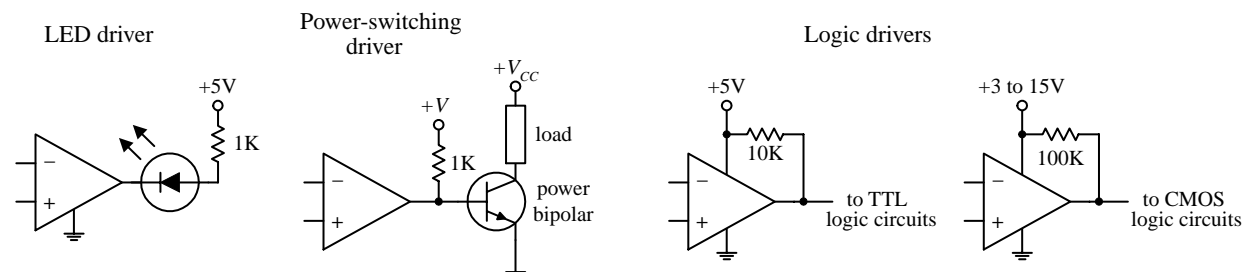 LED driver
+5V
1K
−
+
Power-switching
driver
+V
1K
+VCC
load
power
bipolar
−
+
Logic drivers
+5V
10K
−
+
to TTL
logic circuits
+3 to 15V
100K
−
+
to CMOS
logic circuits